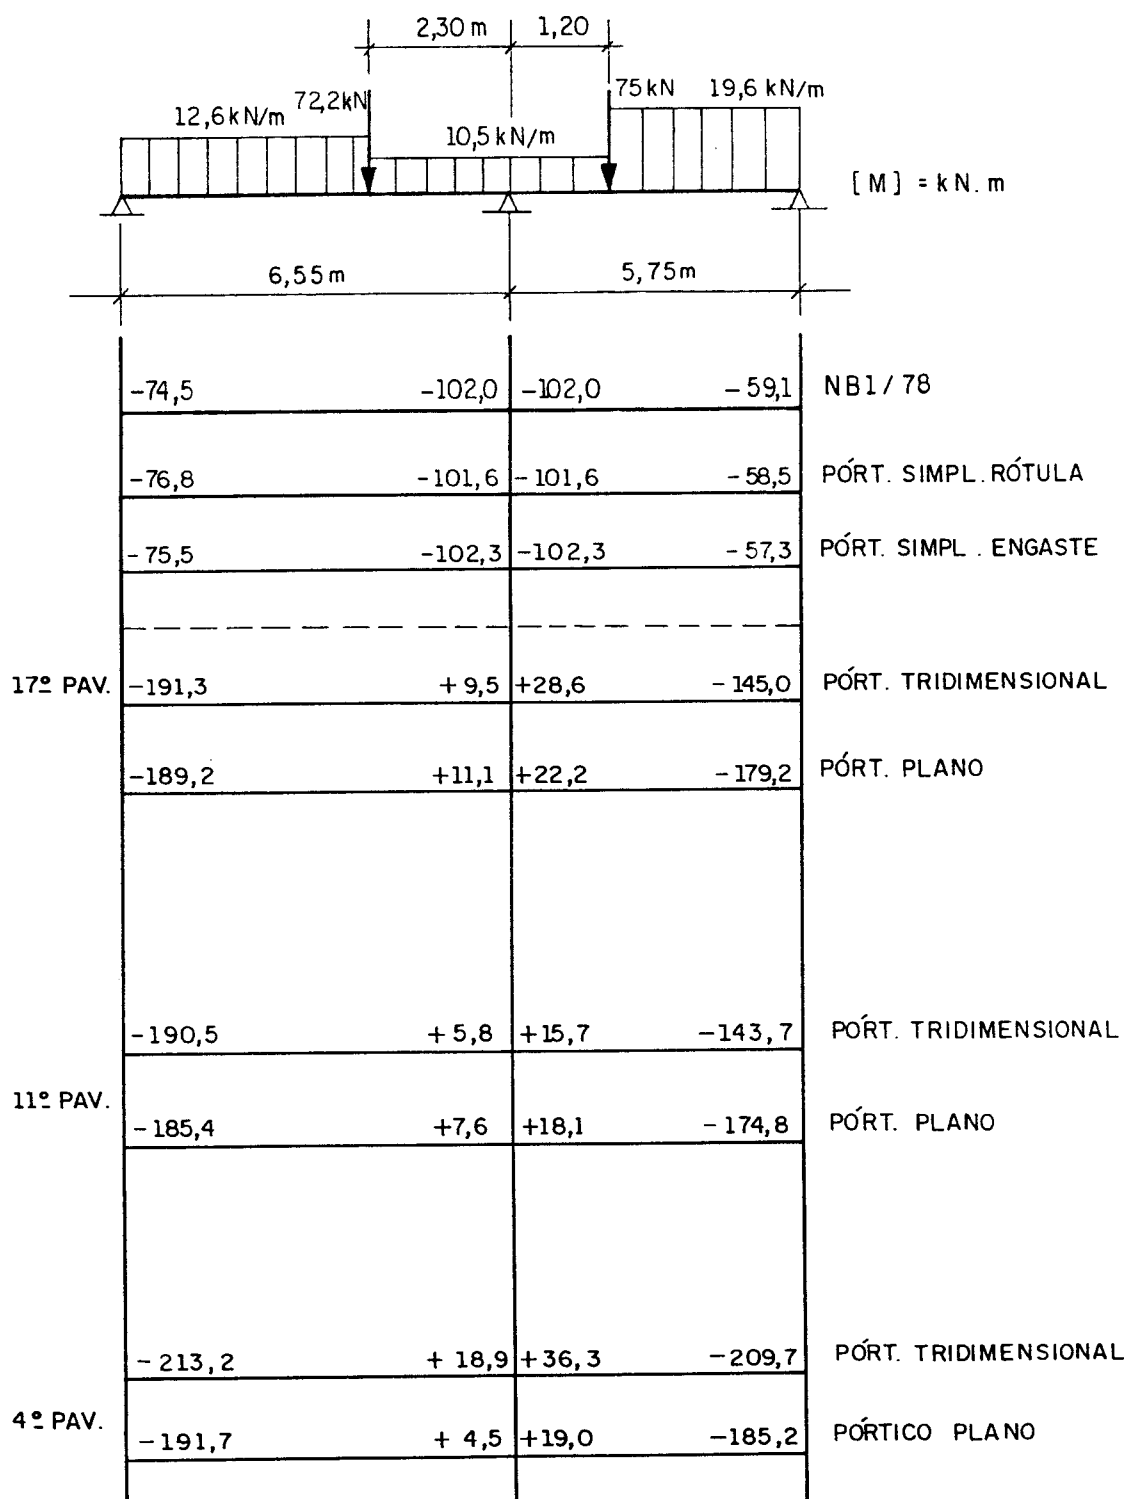 2,30 m 1,20
72,2kN 75kN 19,6 kN/m
12,6 kN/m 10,5 kN/m
[M] = kN.m
6,55 m 5,75 m
-74,5 -102,0 -102,0 -59,1 NB1/78
-76,8 -101,6 -101,6 -58,5 PÓRT. SIMPL. RÓTULA
-75,5 -102,3 -102,3 -57,3 PÓRT. SIMPL. ENGASTE
17º PAV. -191,3 +9,5 +28,6 -145,0 PÓRT. TRIDIMENSIONAL
-189,2 +11,1 +22,2 -179,2 PÓRT. PLANO
-190,5 +5,8 +15,7 -143,7 PÓRT. TRIDIMENSIONAL
11º PAV.
-185,4 +7,6 +18,1 -174,8 PÓRT. PLANO
-213,2 +18,9 +36,3 -209,7 PÓRT. TRIDIMENSIONAL
4º PAV.
-191,7 +4,5 +19,0 -185,2 PÓRTICO PLANO